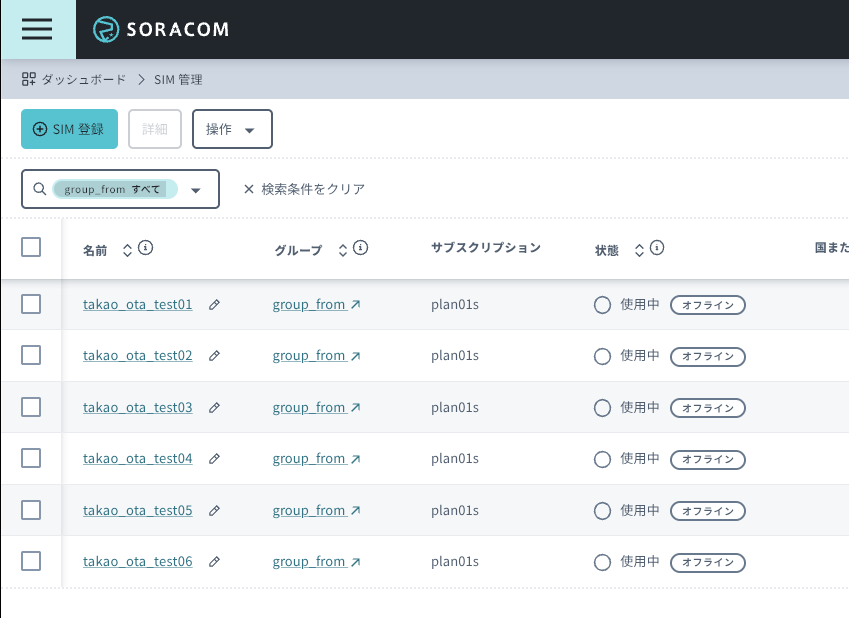 SORACOM
ダッシュボード > SIM 管理
SIM 登録 詳細 操作
group_from すべて × 検索条件をクリア
名前 グループ サブスクリプション 状態 国また
takao_ota_test01 group_from plan01s 使用中 オフライン
takao_ota_test02 group_from plan01s 使用中 オフライン
takao_ota_test03 group_from plan01s 使用中 オフライン
takao_ota_test04 group_from plan01s 使用中 オフライン
takao_ota_test05 group_from plan01s 使用中 オフライン
takao_ota_test06 group_from plan01s 使用中 オフライン